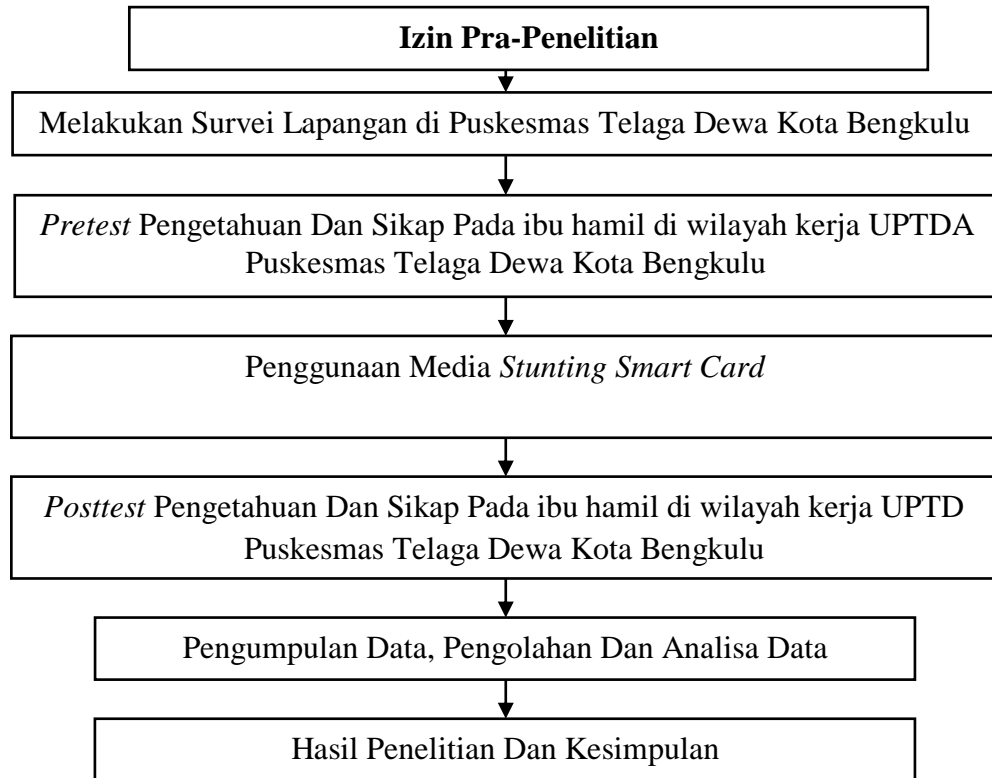 Izin Pra-Penelitian
Melakukan Survei Lapangan di Puskesmas Telaga Dewa Kota Bengkulu
Pretest Pengetahuan Dan Sikap Pada ibu hamil di wilayah kerja UPTDA
Puskesmas Telaga Dewa Kota Bengkulu
Penggunaan Media Stunting Smart Card
Posttest Pengetahuan Dan Sikap Pada ibu hamil di wilayah kerja UPTD
Puskesmas Telaga Dewa Kota Bengkulu
Pengumpulan Data, Pengolahan Dan Analisa Data
Hasil Penelitian Dan Kesimpulan